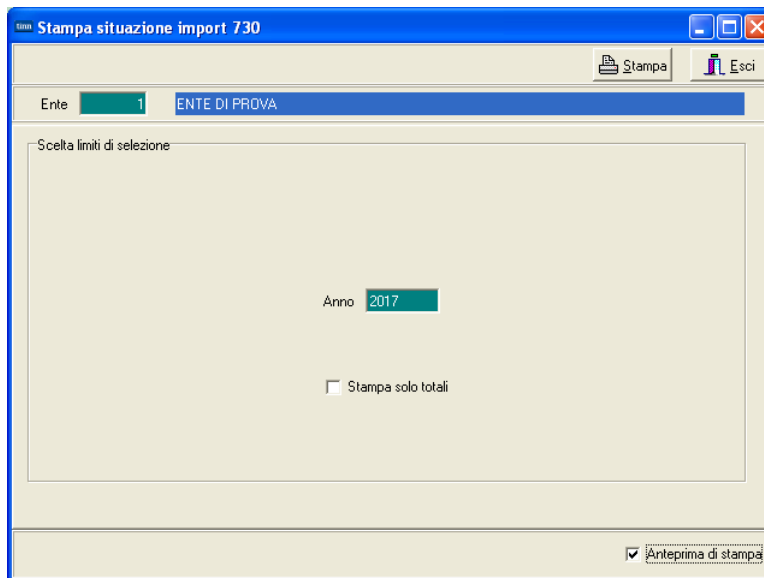 tinn Stampa situazione import 730
Stampa Esci
Ente 1 ENTE DI PROVA
Scelta limiti di selezione
Anno 2017
Stampa solo totali
Anteprima di stampa